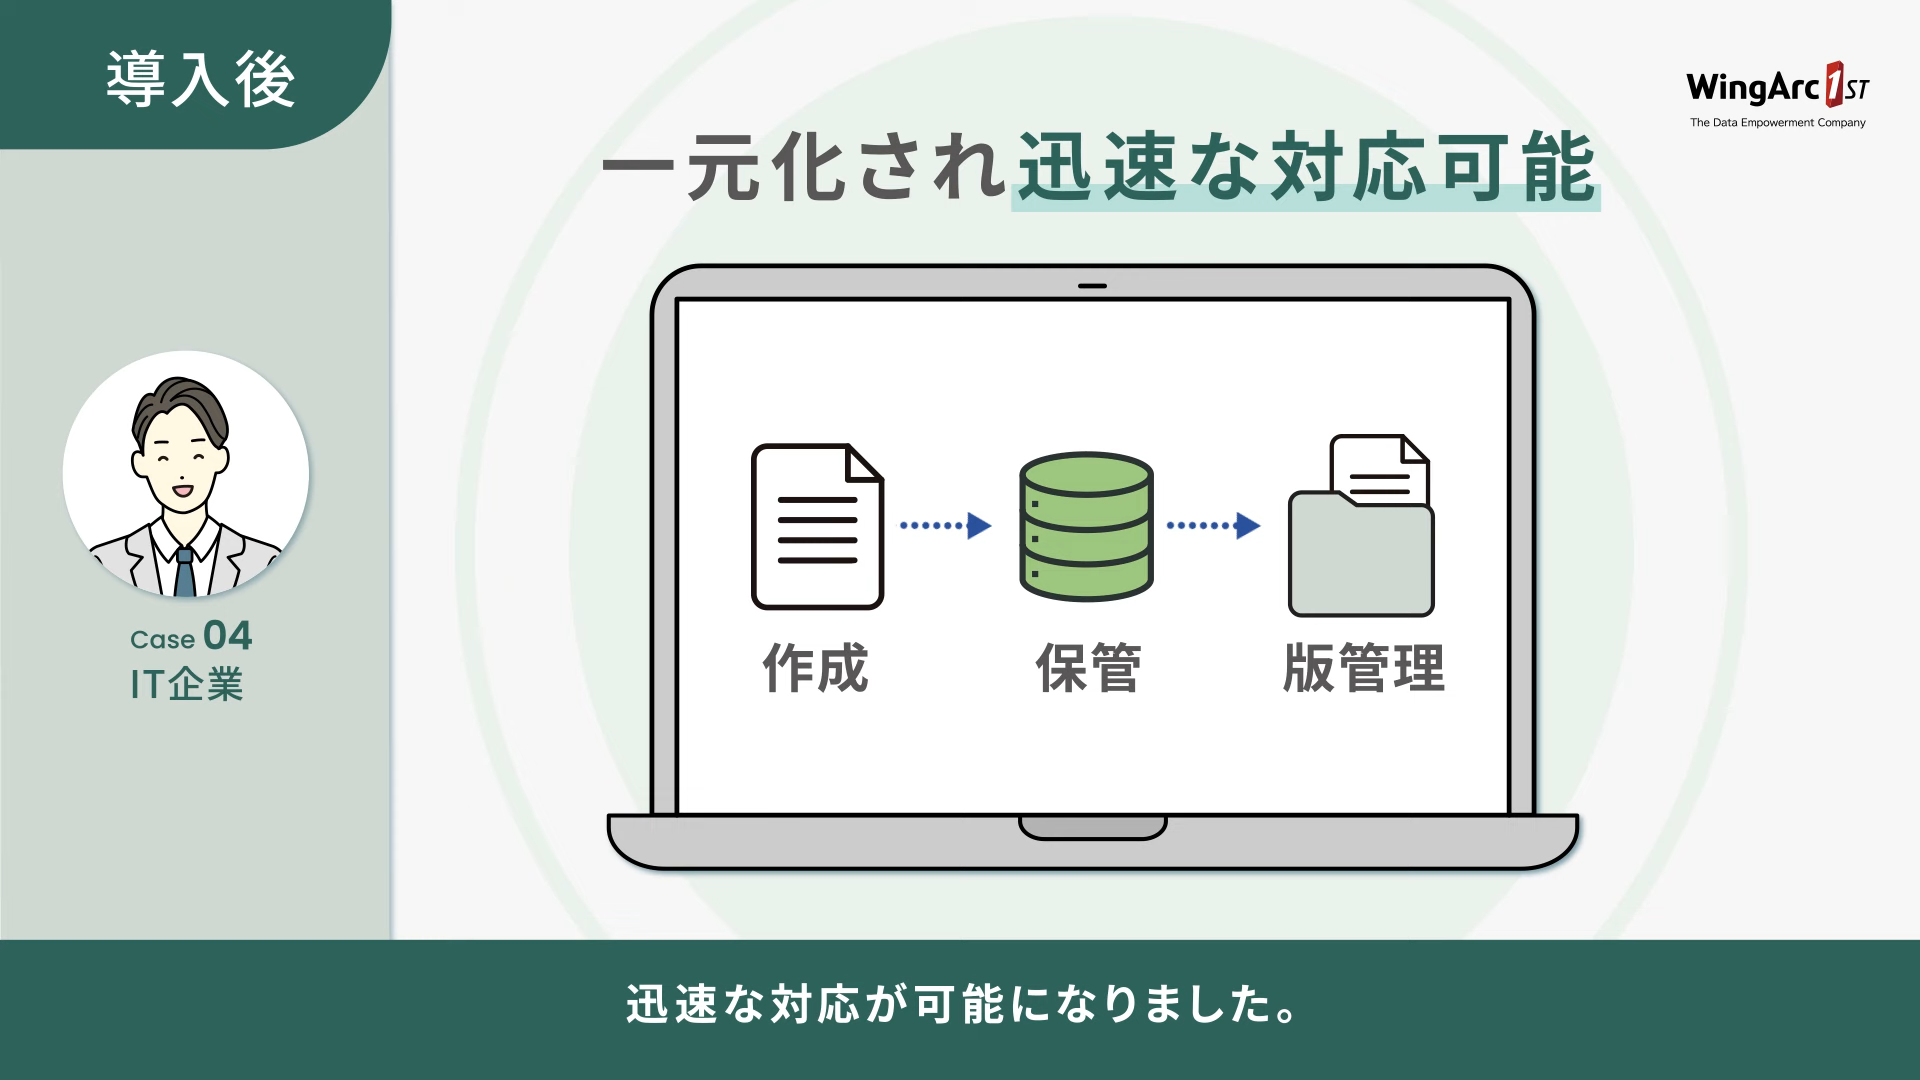 導入後
WingArc1ST
The Data Empowerment Company
一元化され迅速な対応可能
作成
保管
版管理
Case 04
IT企業
迅速な対応が可能になりました。